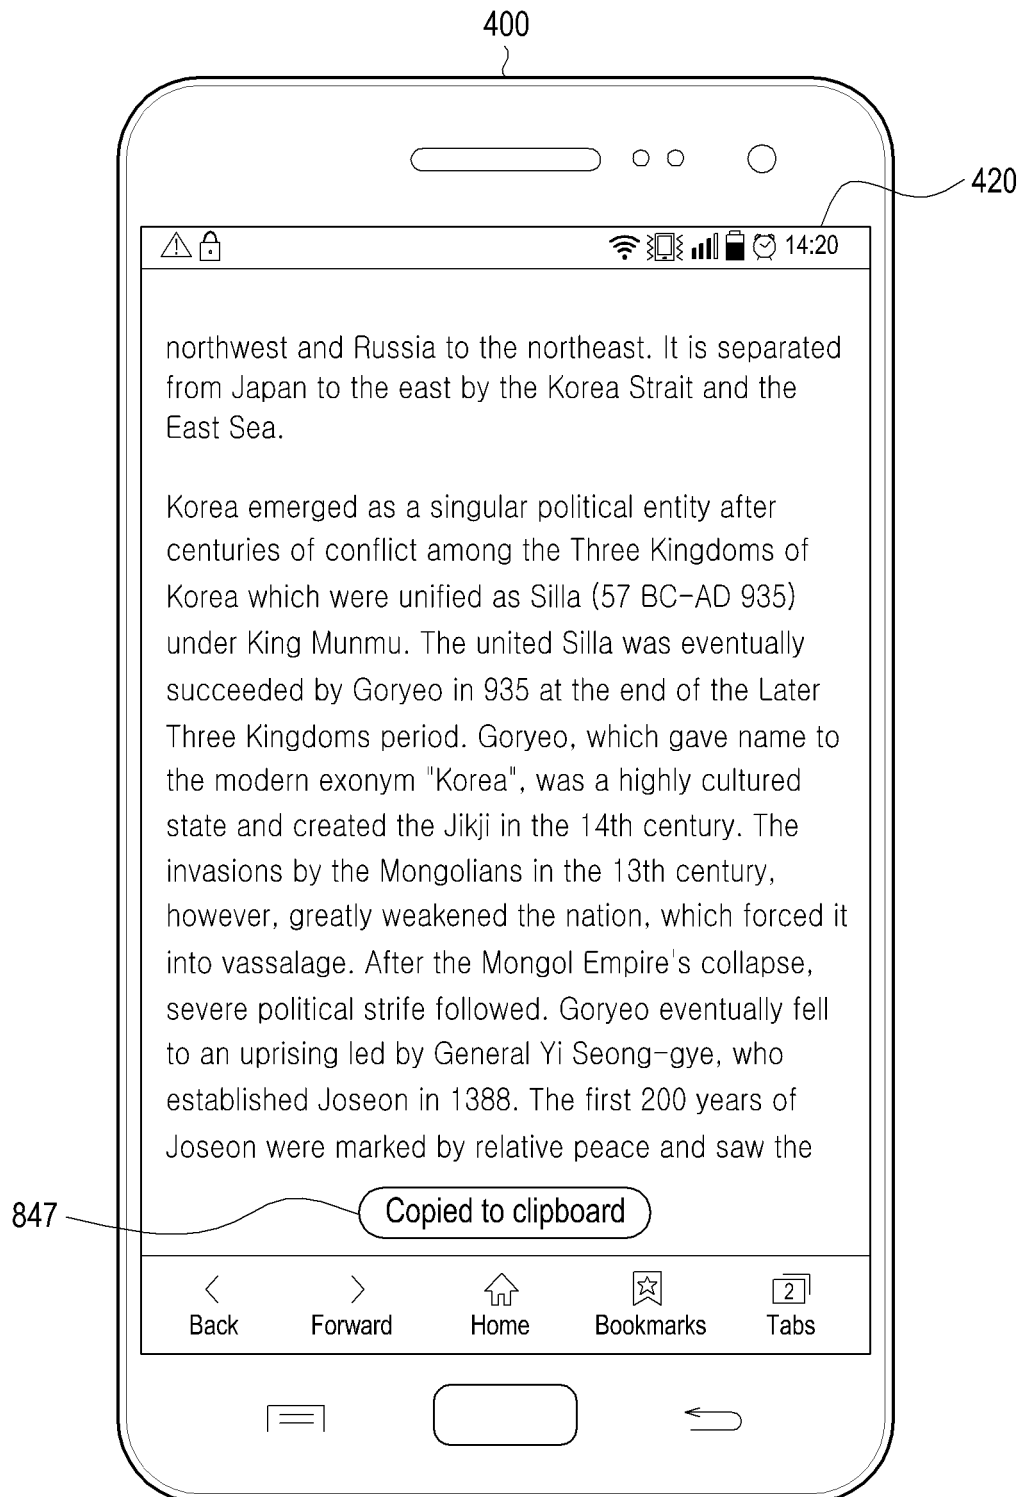 400
420
14:20
northwest and Russia to the northeast. It is separated
from Japan to the east by the Korea Strait and the
East Sea.
Korea emerged as a singular political entity after
centuries of conflict among the Three Kingdoms of
Korea which were unified as Silla (57 BC-AD 935)
under King Munmu. The united Silla was eventually
succeeded by Goryeo in 935 at the end of the Later
Three Kingdoms period. Goryeo, which gave name to
the modern exonym "Korea", was a highly cultured
state and created the Jikji in the 14th century. The
invasions by the Mongolians in the 13th century,
however, greatly weakened the nation, which forced it
into vassalage. After the Mongol Empire's collapse,
severe political strife followed. Goryeo eventually fell
to an uprising led by General Yi Seong-gye, who
established Joseon in 1388. The first 200 years of
Joseon were marked by relative peace and saw the
847
Copied to clipboard
2
Back Forward Home Bookmarks Tabs